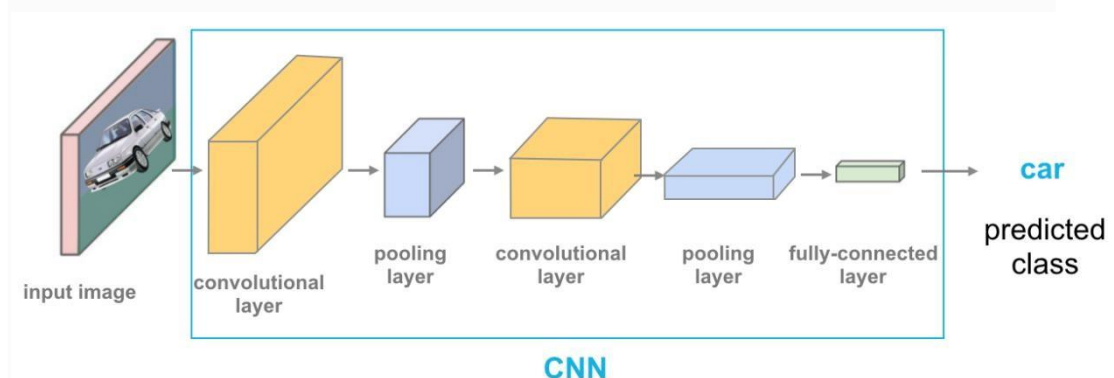 input image
convolutional
layer
pooling
layer
convolutional
layer
pooling
layer
fully-connected
layer
car
predicted
class
CNN